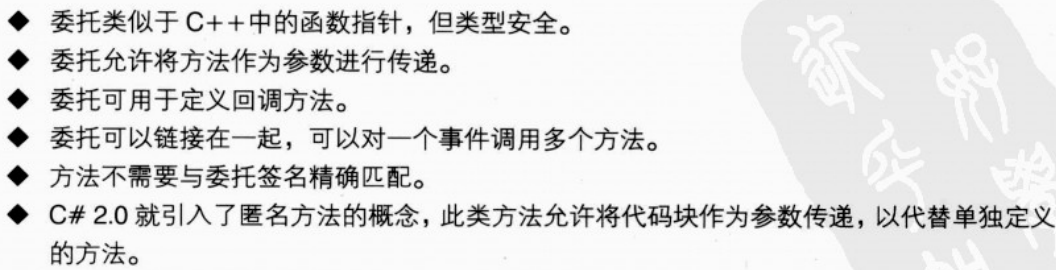 ◆ 委托类似于C++中的函数指针，但类型安全。
◆ 委托允许将方法作为参数进行传递。
◆ 委托可用于定义回调方法。
◆ 委托可以链接在一起，可以对一个事件调用多个方法。
◆ 方法不需要与委托签名精确匹配。
◆ C# 2.0就引入了匿名方法的概念，此类方法允许将代码块作为参数传递，以代替单独定义
的方法。